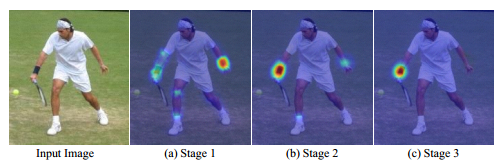 Input Image
(a) Stage 1
(b) Stage 2
(c) Stage 3